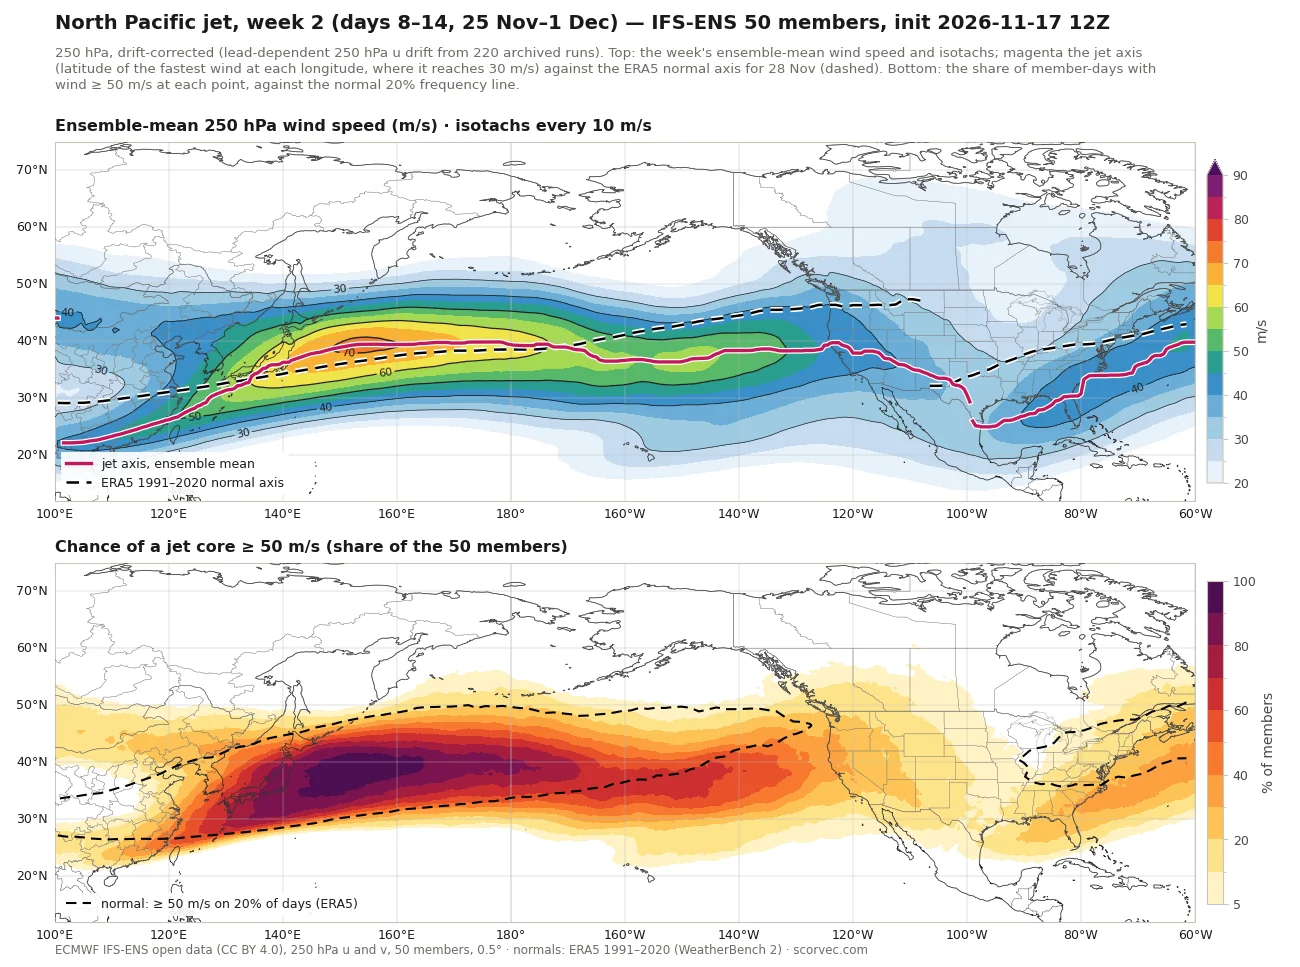 North Pacific jet, week 2 (days 8–14, 25 Nov–1 Dec) — IFS-ENS 50 members, init 2026-11-17 12Z
250 hPa, drift-corrected (lead-dependent 250 hPa u drift from 220 archived runs). Top: the week's ensemble-mean wind speed and isotachs; magenta the jet axis
(latitude of the fastest wind at each longitude, where it reaches 30 m/s) against the ERA5 normal axis for 28 Nov (dashed). Bottom: the share of member-days with
wind ≥ 50 m/s at each point, against the normal 20% frequency line.
Ensemble-mean 250 hPa wind speed (m/s) · isotachs every 10 m/s
70°N
60°N
50°N
40°N
30°N
20°N
40
30
30
70
60
50
40
30
40
jet axis, ensemble mean
ERA5 1991–2020 normal axis
100°E 120°E 140°E 160°E 180° 160°W 140°W 120°W 100°W 80°W 60°W
90
80
70
60
50
40
30
20
m/s
Chance of a jet core ≥ 50 m/s (share of the 50 members)
70°N
60°N
50°N
40°N
30°N
20°N
normal: ≥ 50 m/s on 20% of days (ERA5)
100°E 120°E 140°E 160°E 180° 160°W 140°W 120°W 100°W 80°W 60°W
100
80
60
40
20
5
% of members
ECMWF IFS-ENS open data (CC BY 4.0), 250 hPa u and v, 50 members, 0.5° · normals: ERA5 1991–2020 (WeatherBench 2) · scorvec.com